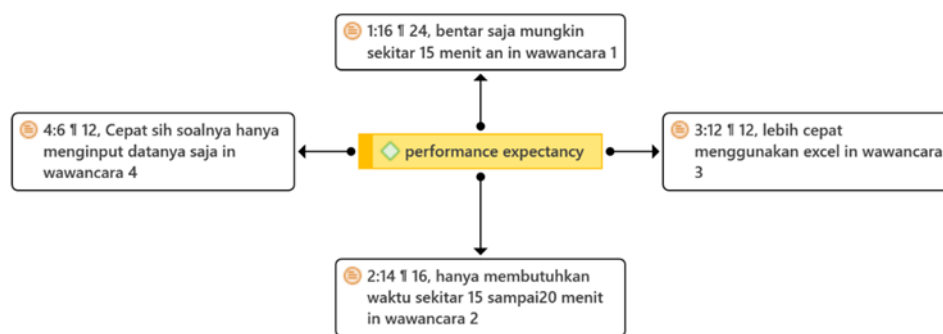 1:16 ¶ 24, bentar saja mungkin
sekitar 15 menit an in wawancara 1
4:6 ¶ 12, Cepat sih soalnya hanya
menginput datanya saja in
wawancara 4
performance expectancy
3:12 ¶ 12, lebih cepat
menggunakan excel in wawancara
3
2:14 ¶ 16, hanya membutuhkan
waktu sekitar 15 sampai20 menit
in wawancara 2